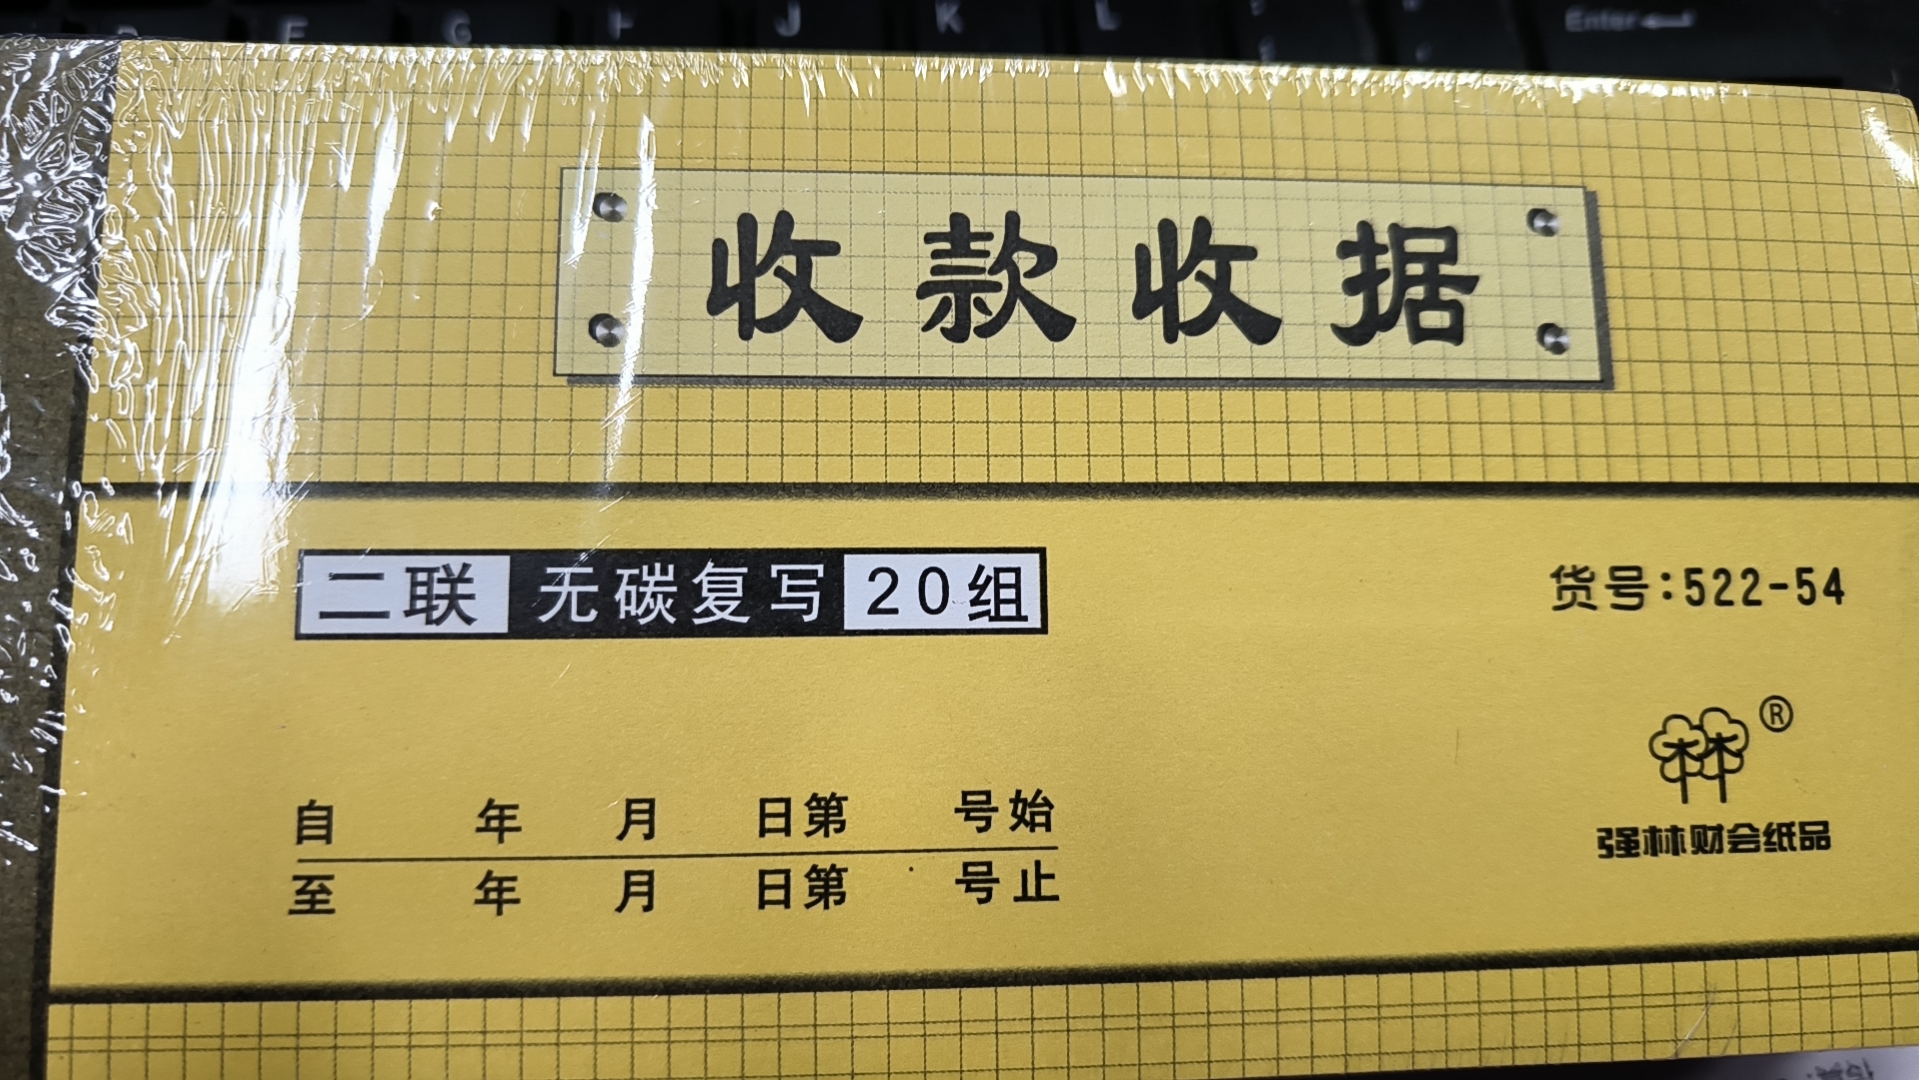 F G H J K L Enter
收款收据
二联 无碳复写 20组
货号:522-54
®
强林财会纸品
自 年 月 日第 号始
至 年 月 日第 号止